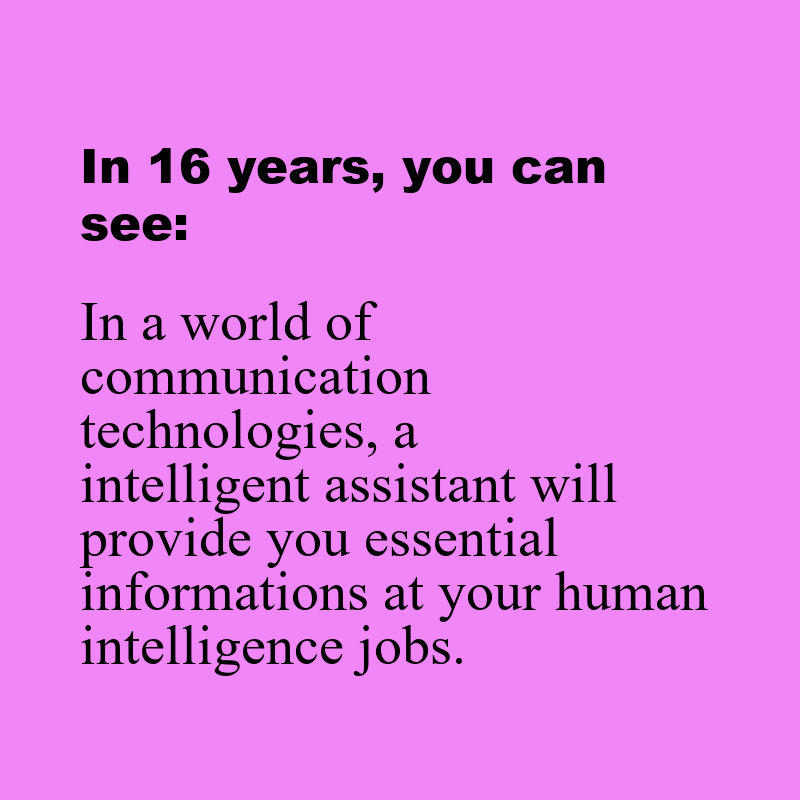 In 16 years, you can
see:
In a world of
communication
technologies, a
intelligent assistant will
provide you essential
informations at your human
intelligence jobs.